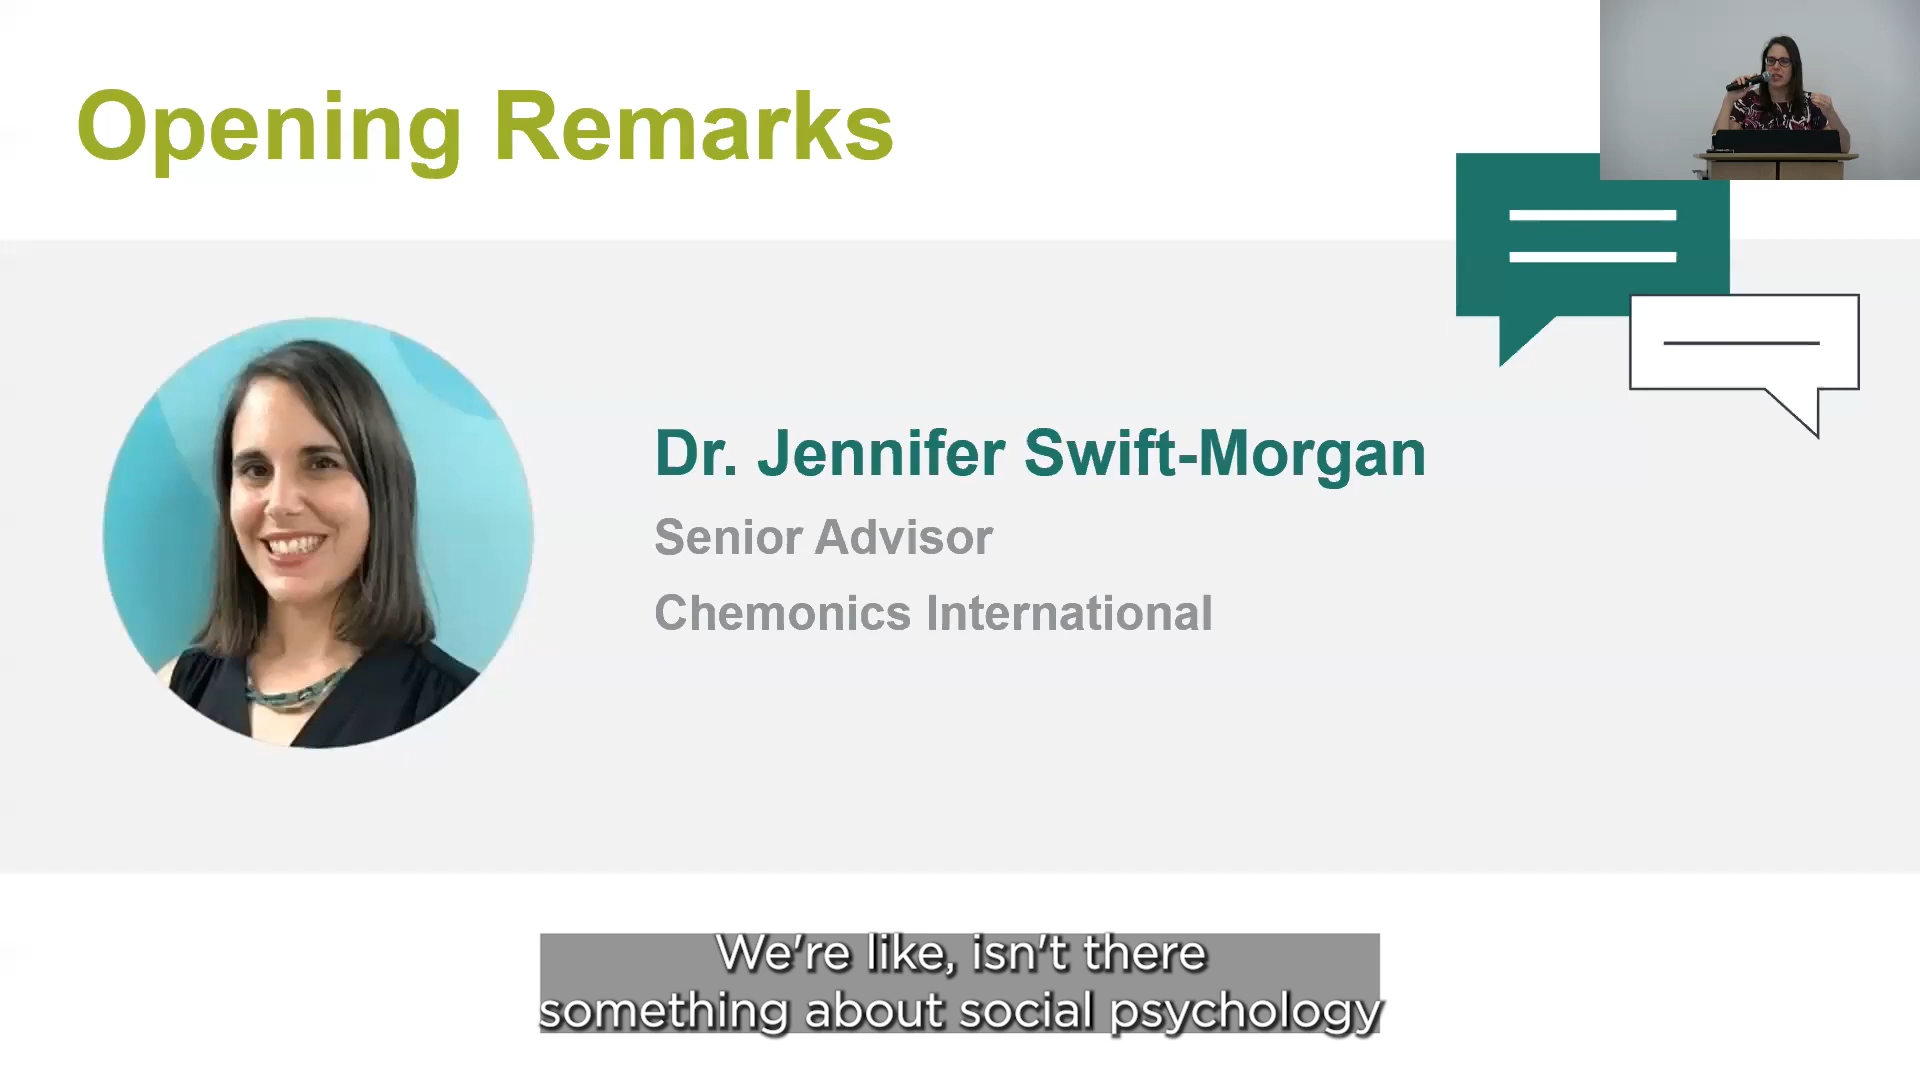 Opening Remarks
Dr. Jennifer Swift-Morgan
Senior Advisor
Chemonics International
We're like, isn't there
something about social psychology